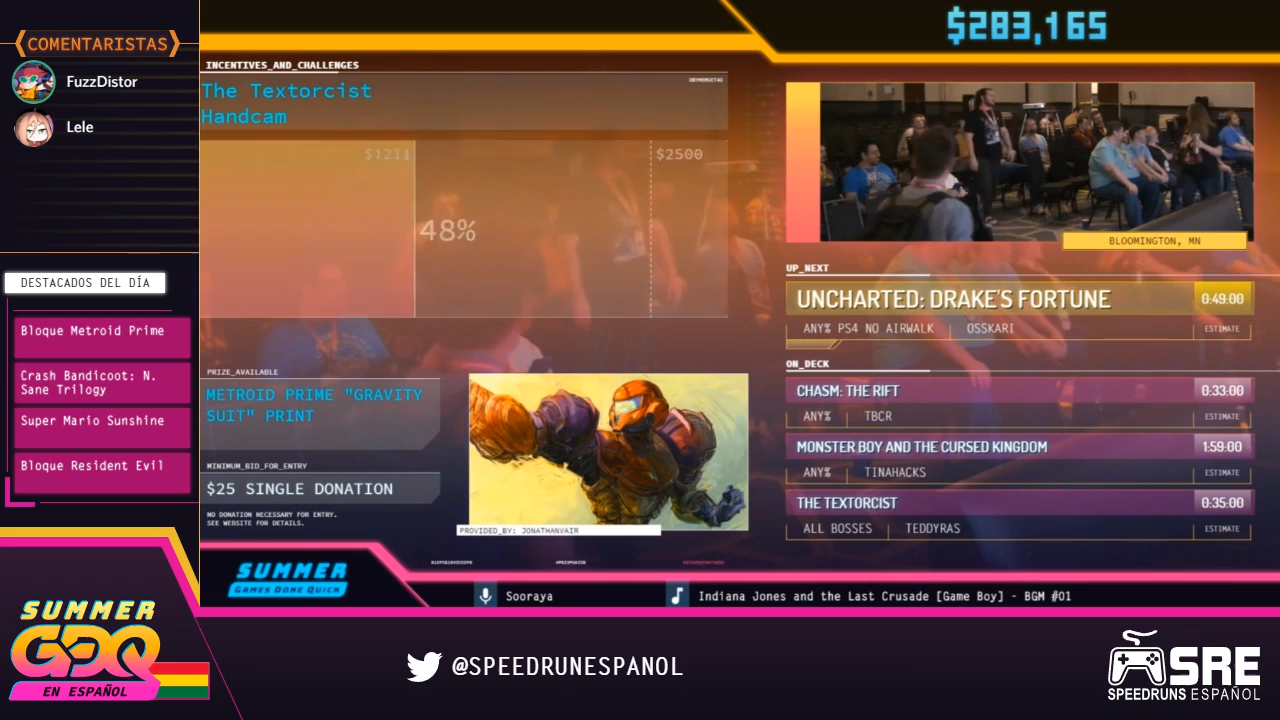 COMENTARISTAS
FuzzDistor
Lele
DESTACADOS DEL DÍA
Bloque Metroid Prime
Crash Bandicoot: N.
Sane Trilogy
Super Mario Sunshine
Bloque Resident Evil
SUMMER
GDQ
EN ESPAÑOL
$283,165
INCENTIVES_AND_CHALLENGES
The Textorcist
Handcam
$1211
$2500
48%
PRIZE_AVAILABLE
METROID PRIME "GRAVITY
SUIT" PRINT
MINIMUM_BID_FOR_ENTRY
$25 SINGLE DONATION
NO DONATION NECESSARY FOR ENTRY.
SEE WEBSITE FOR DETAILS.
PROVIDED_BY: JONATHANVAIR
BLOOMINGTON, MN
UP_NEXT
UNCHARTED: DRAKE'S FORTUNE
0:49:00
ANY% PS4 NO AIRWALK
OSSKARI
ESTIMATE
ON_DECK
CHASM: THE RIFT
0:33:00
ANY%
TBCR
ESTIMATE
MONSTER BOY AND THE CURSED KINGDOM
1:59:00
ANY%
TINAHACKS
ESTIMATE
THE TEXTORCIST
0:35:00
ALL BOSSES
TEDDYRAS
ESTIMATE
SUMMER
GAMES DONE QUICK
Sooraya
Indiana Jones and the Last Crusade [Game Boy] - BGM #01
@SPEEDRUNESPANOL
SRE
SPEEDRUNS ESPAÑOL